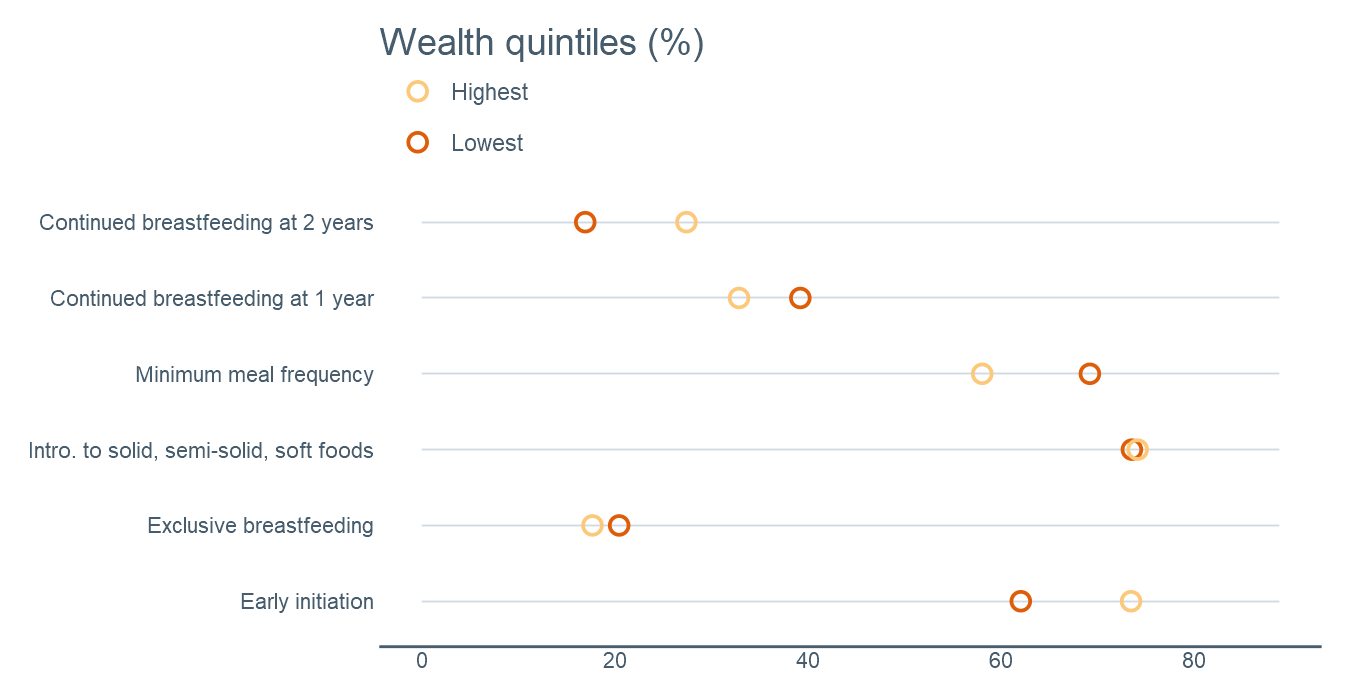 Wealth quintiles (%)
Highest
Lowest
Continued breastfeeding at 2 years
Continued breastfeeding at 1 year
Minimum meal frequency
Intro. to solid, semi-solid, soft foods
Exclusive breastfeeding
Early initiation
0 20 40 60 80